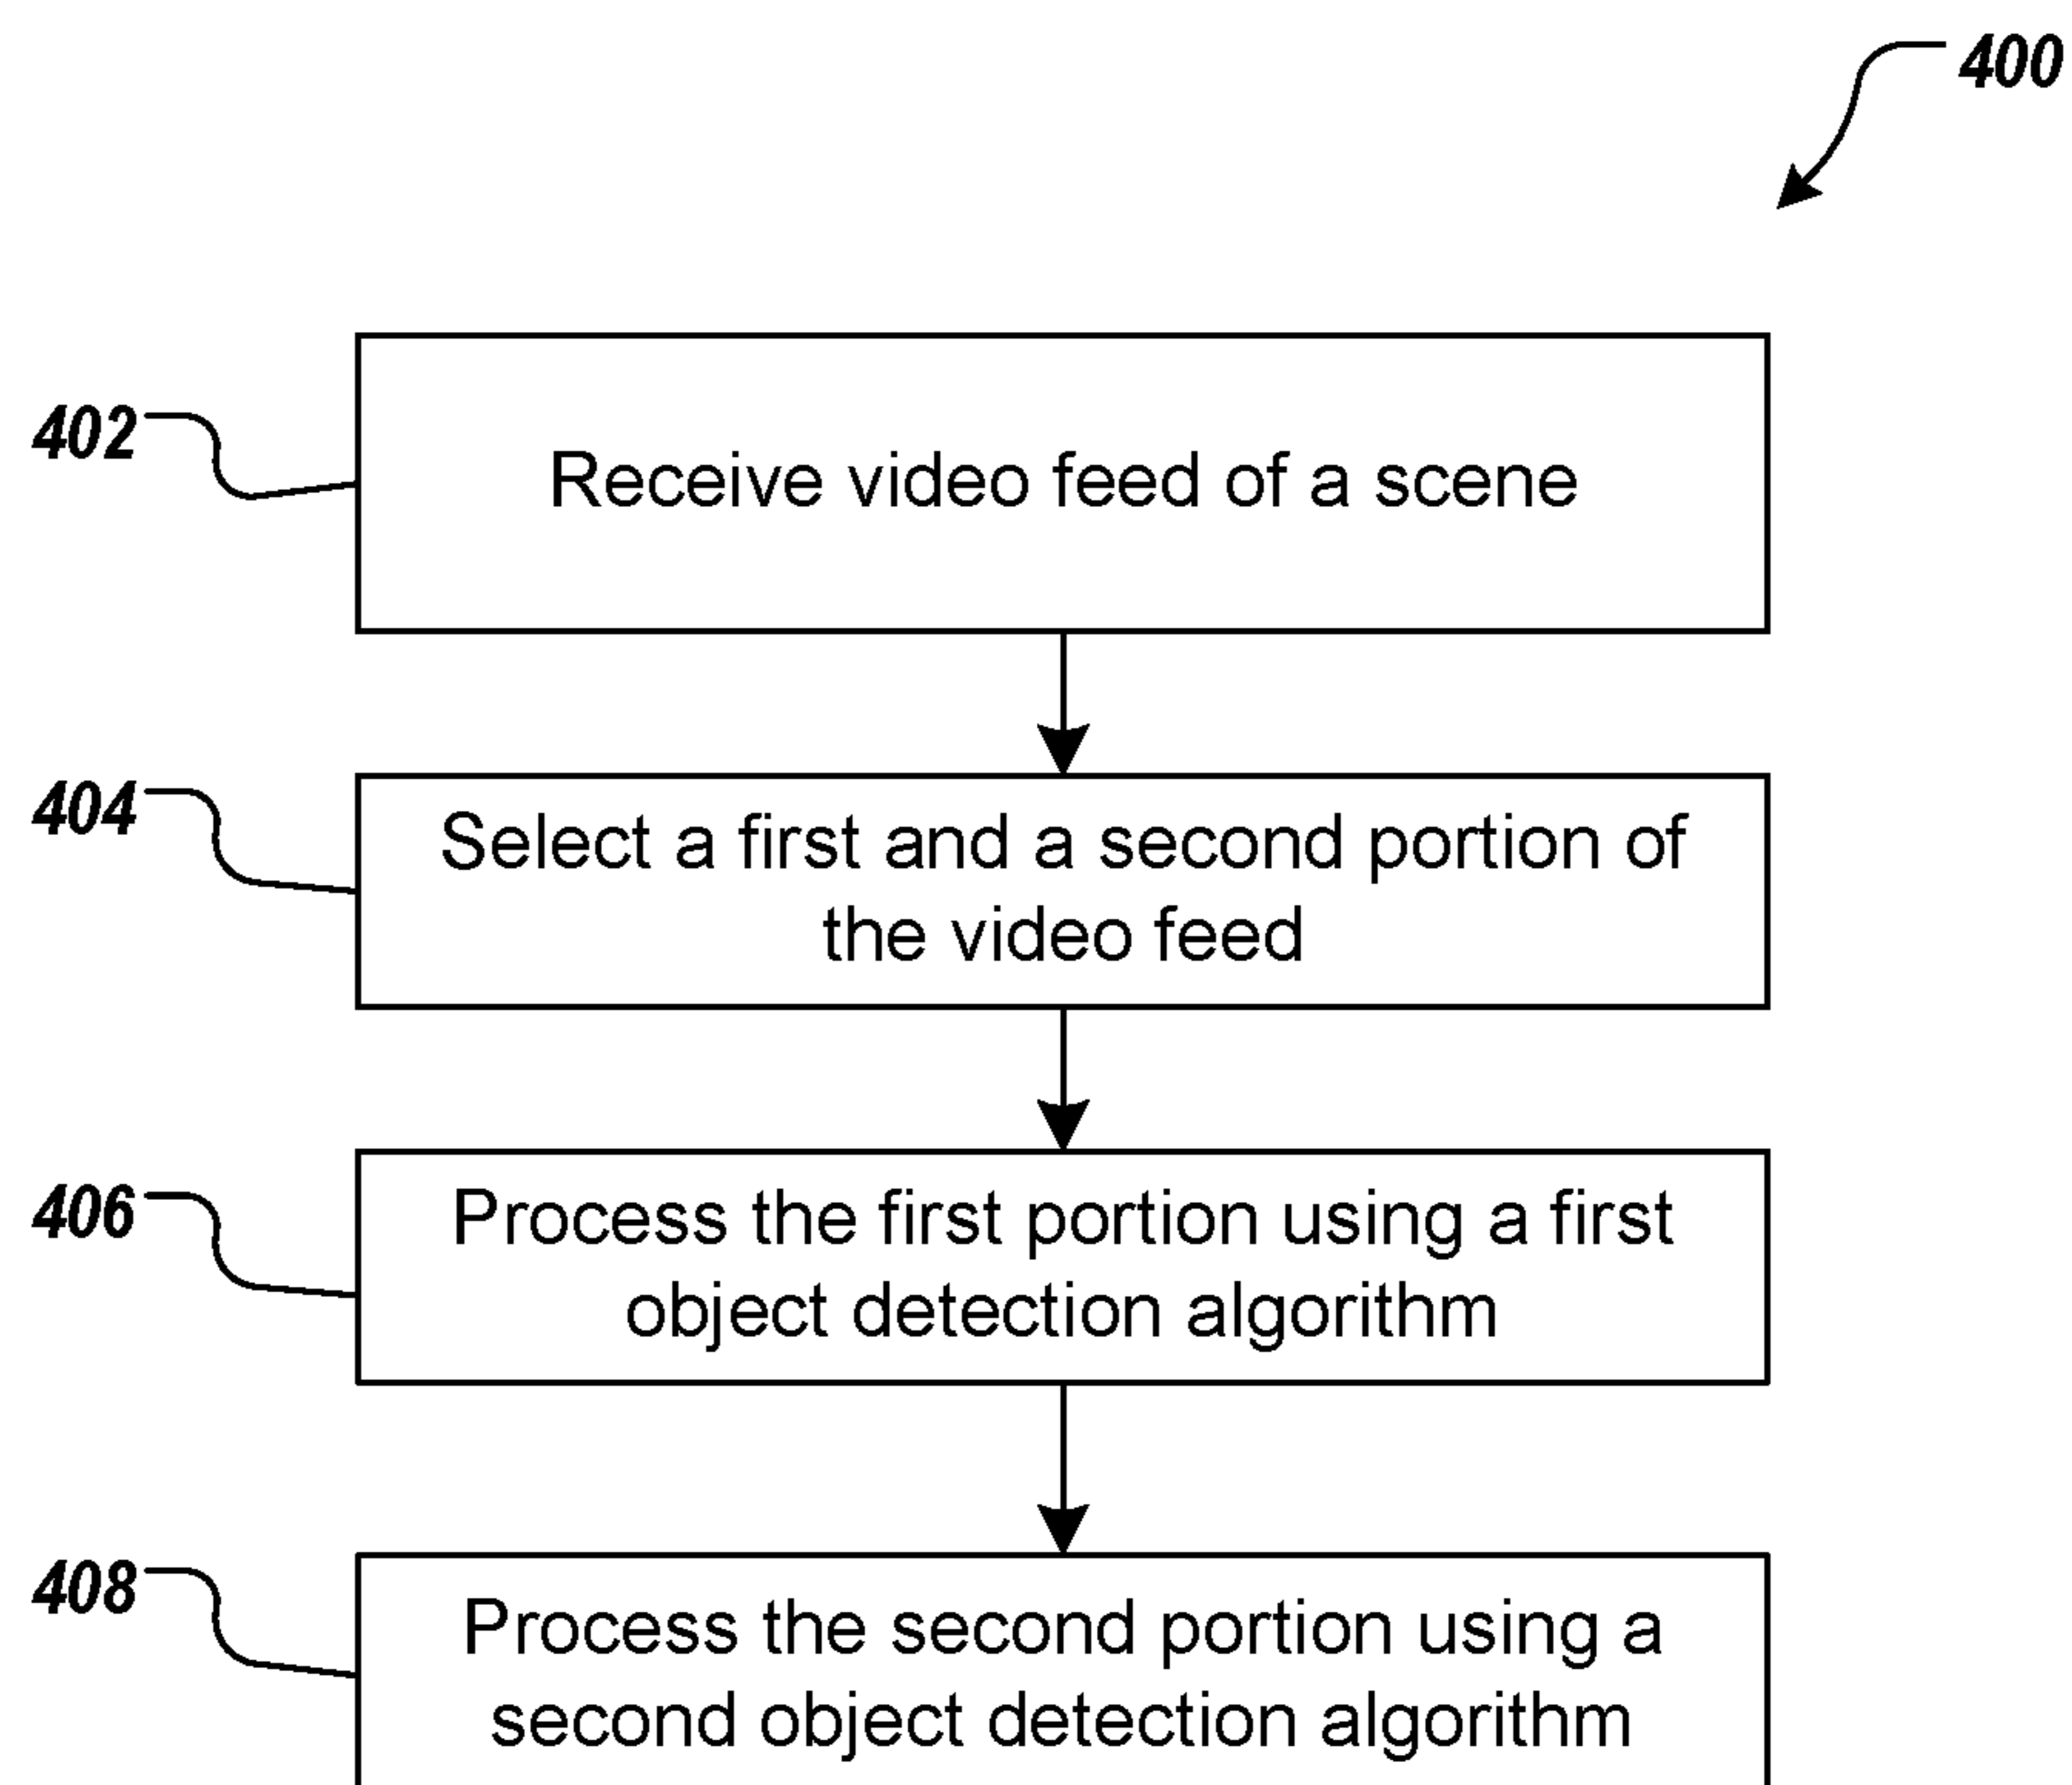 400
402
Receive video feed of a scene
404
Select a first and a second portion of
the video feed
406
Process the first portion using a first
object detection algorithm
408
Process the second portion using a
second object detection algorithm